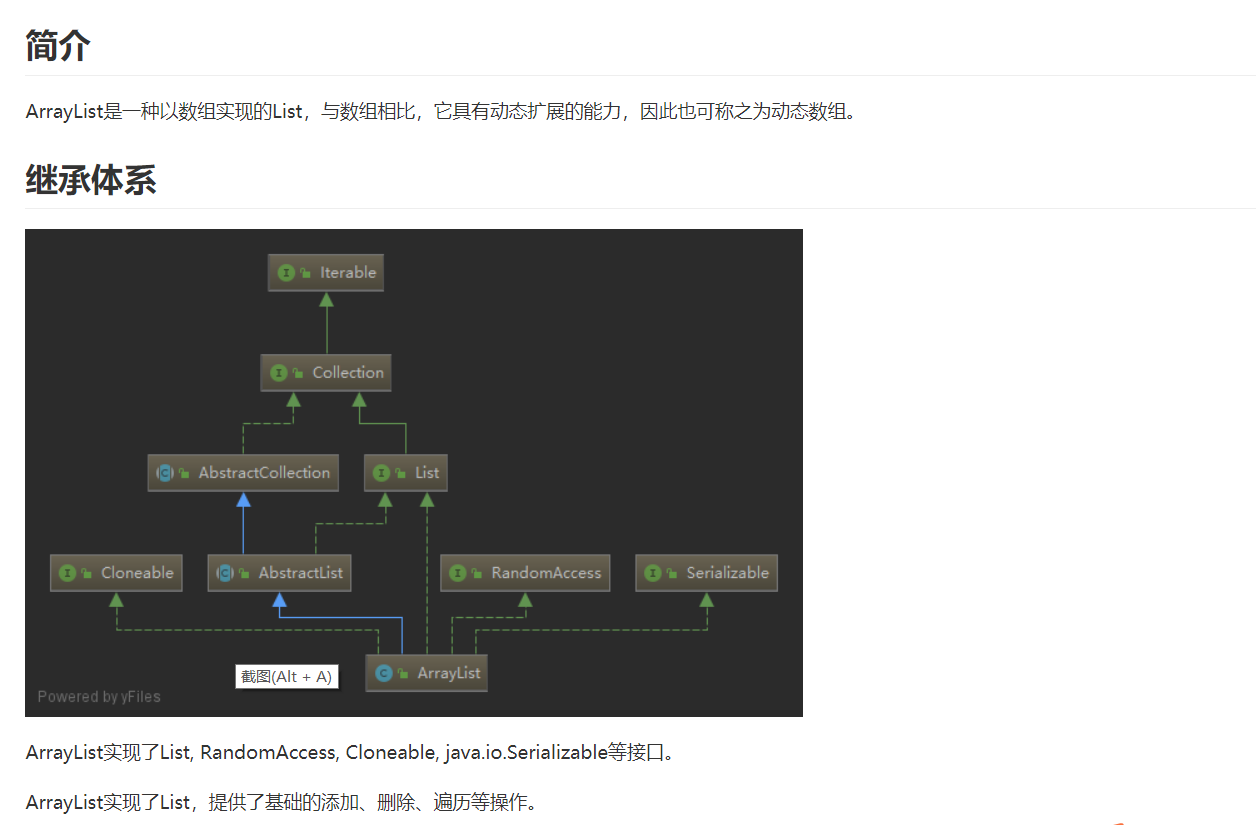 简介
ArrayList是一种以数组实现的List，与数组相比，它具有动态扩展的能力，因此也可称之为动态数组。
继承体系
I Iterable
I Collection
C AbstractCollection
I List
I Cloneable
C AbstractList
I RandomAccess
I Serializable
C ArrayList
截图(Alt + A)
Powered by yFiles
ArrayList实现了List, RandomAccess, Cloneable, java.io.Serializable等接口。
ArrayList实现了List，提供了基础的添加、删除、遍历等操作。